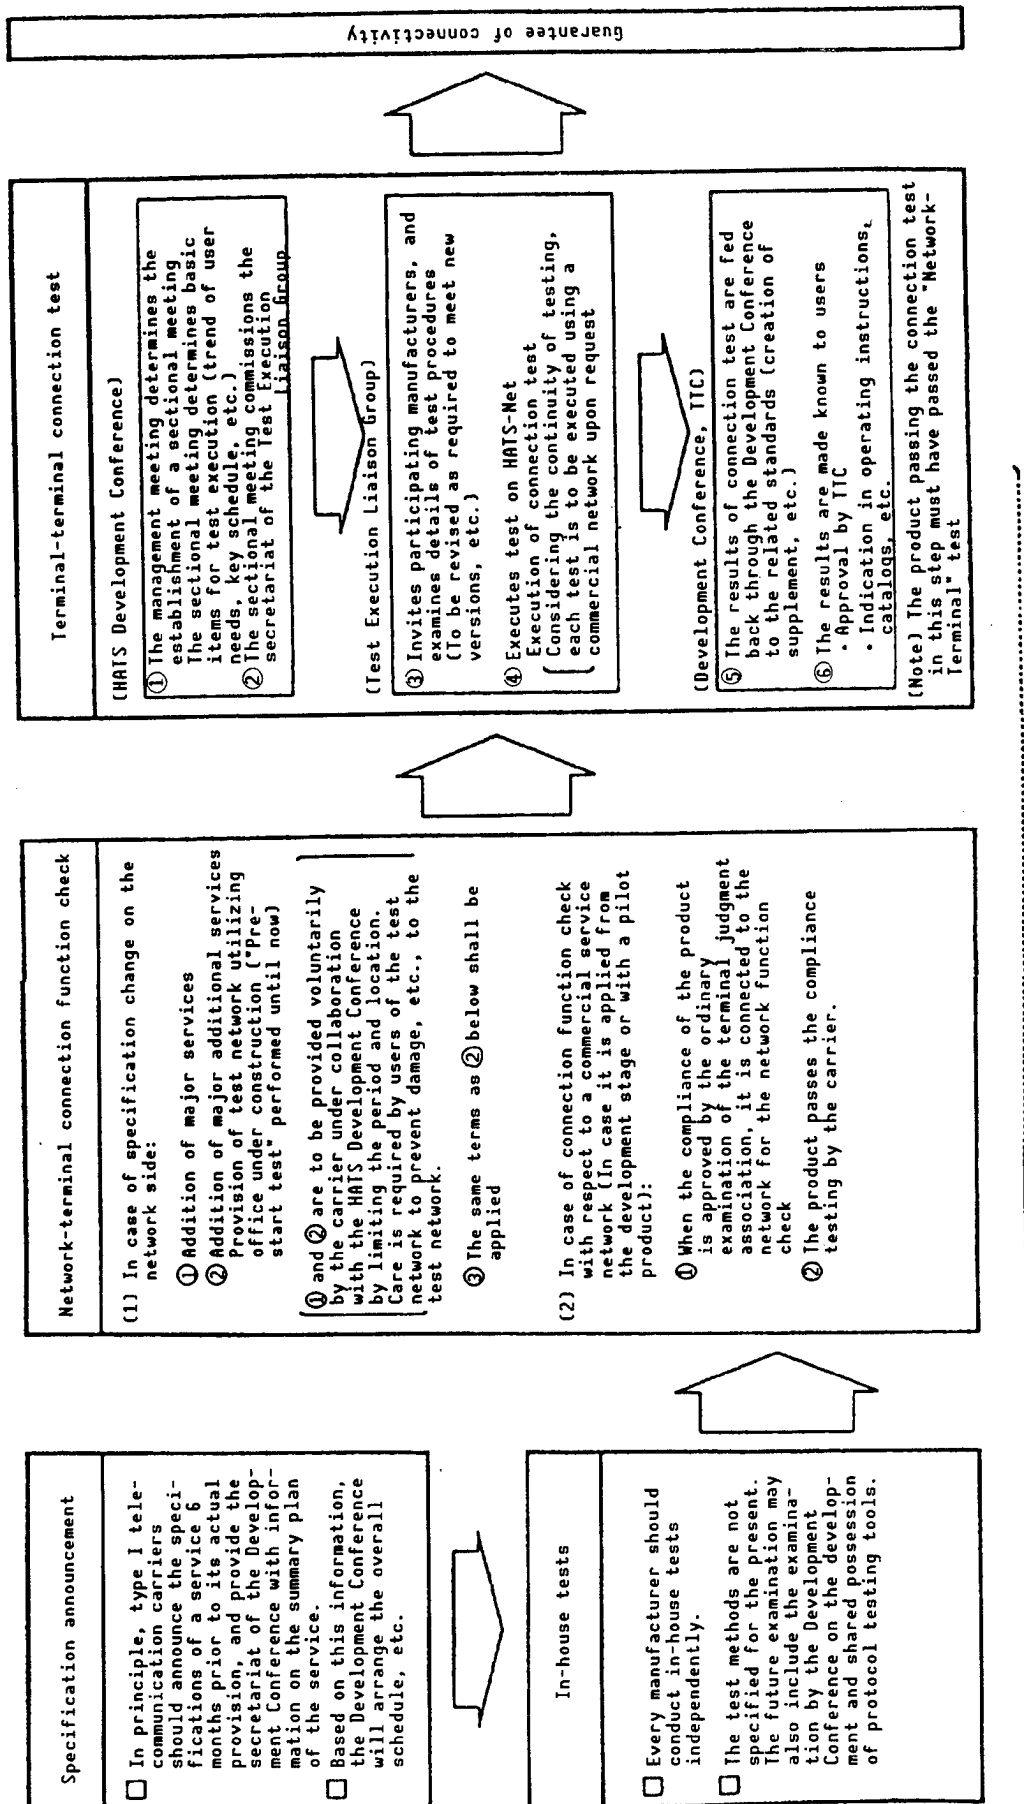 Specification announcement
□ In principle, type I tele-
communication carriers
should announce the speci-
fications of a service 6
months prior to its actual
provision, and provide the
secretariat of the Develop-
ment Conference with infor-
mation on the summary plan
of the service.
□ Based on this information,
the Development Conference
will arrange the overall
schedule, etc.
In-house tests
□ Every manufacturer should
conduct in-house tests
independently.
□ The test methods are not
specified for the present.
The future examination may
also include the examina-
tion by the Development
Conference on the develop-
ment and shared possession
of protocol testing tools.
Network-terminal connection function check
(1) In case of specification change on the
network side:
① Addition of major services
② Addition of major additional services
Provision of test network utilizing
office under construction ("Pre-
start test" performed until now)
① and ② are to be provided voluntarily
by the carrier under collaboration
with the HATS Development Conference
by limiting the period and location.
Care is required by users of the test
network to prevent damage, etc., to the
test network.
③ The same terms as ② below shall be
applied
(2) In case of connection function check
with respect to a commercial service
network (In case it is applied from
the development stage or with a pilot
product):
① When the compliance of the product
is approved by the ordinary
examination of the terminal judgment
association, it is connected to the
network for the network function
check
② The product passes the compliance
testing by the carrier.
Terminal-terminal connection test
(HATS Development Conference)
① The management meeting determines the
establishment of a sectional meeting
The sectional meeting determines basic
items for test execution (trend of user
needs, key schedule, etc.)
② The sectional meeting commissions the
secretariat of the Test Execution
Liaison Group
(Test Execution Liaison Group)
③ Invites participating manufacturers, and
examines details of test procedures
(To be revised as required to meet new
versions, etc.)
④ Executes test on HATS-Net
Execution of connection test
(Considering the continuity of testing,
each test is to be executed using a
commercial network upon request
(Development Conference, TTC)
⑤ The results of connection test are fed
back through the Development Conference
to the related standards (creation of
supplement, etc.)
⑥ The results are made known to users
・Approval by TTC
・Indication in operating instructions,
catalogs, etc.
(Note) The product passing the connection test
in this step must have passed the "Network-
Terminal" test
Guarantee of connectivity